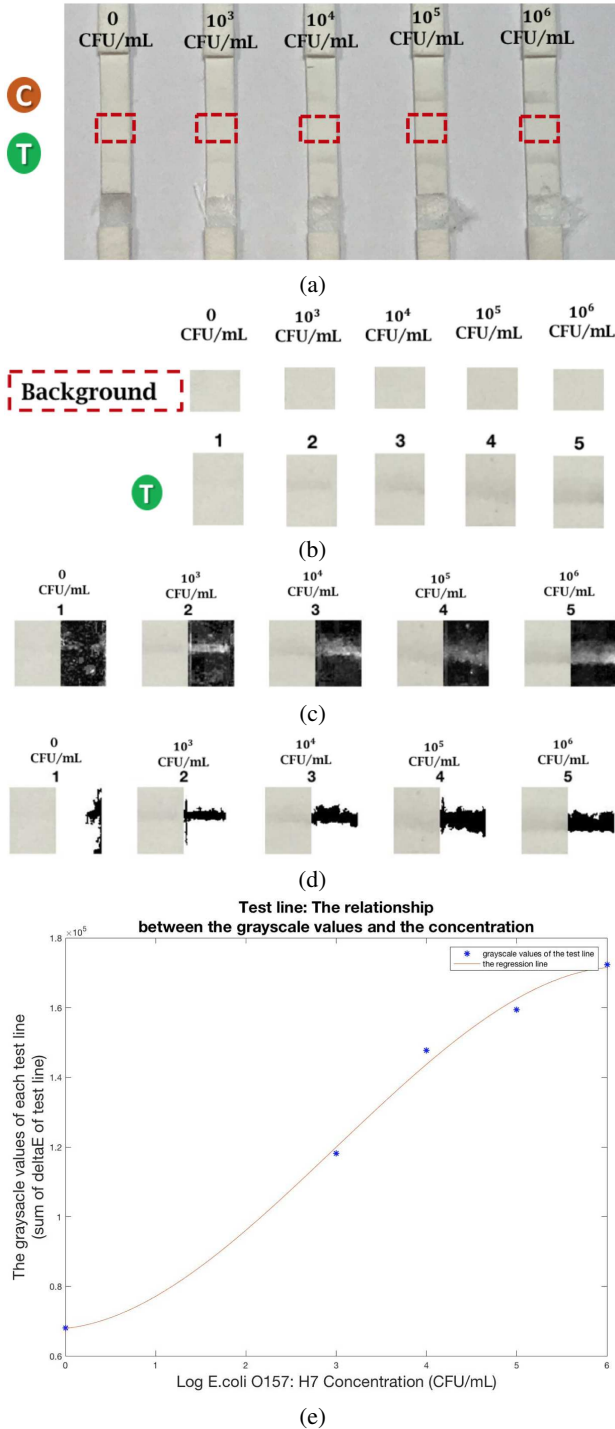 0 10³ 10⁴ 10⁵ 10⁶
CFU/mL CFU/mL CFU/mL CFU/mL CFU/mL
C
T
(a)
0 10³ 10⁴ 10⁵ 10⁶
CFU/mL CFU/mL CFU/mL CFU/mL CFU/mL
Background
1 2 3 4 5
T
(b)
0 10³ 10⁴ 10⁵ 10⁶
CFU/mL CFU/mL CFU/mL CFU/mL CFU/mL
1 2 3 4 5
(c)
0 10³ 10⁴ 10⁵ 10⁶
CFU/mL CFU/mL CFU/mL CFU/mL CFU/mL
1 2 3 4 5
(d)
Test line: The relationship
between the grayscale values and the concentration
×10⁵
1.8
grayscale values of the test line
the regression line
1.6
1.4
1.2
1
0.8
0.6
The graysacle values of each test line
(sum of deltaE of test line)
0 1 2 3 4 5 6
Log E.coli O157: H7 Concentration (CFU/mL)
(e)